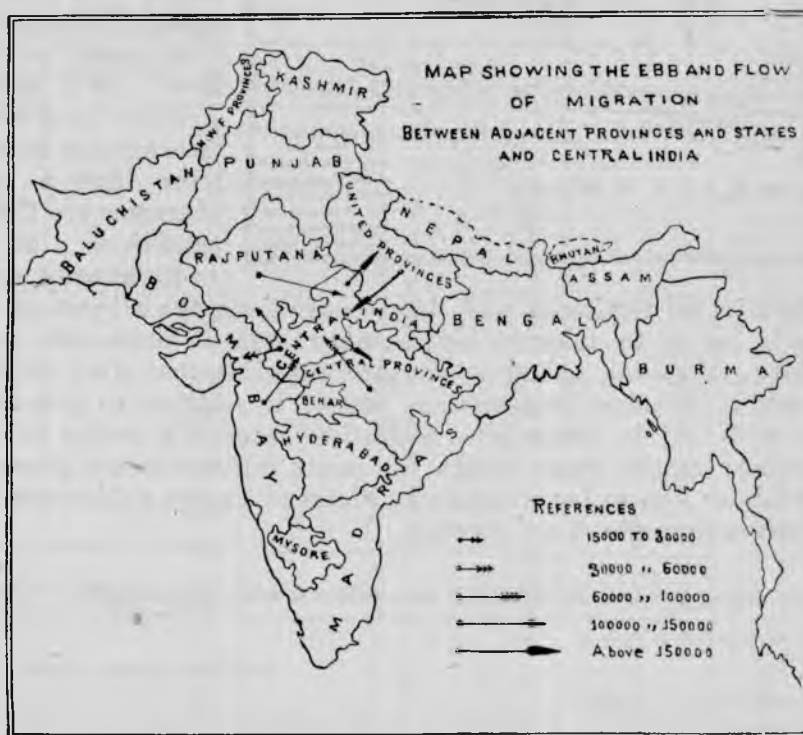 MAP SHOWING THE EBB AND FLOW
OF MIGRATION
BETWEEN ADJACENT PROVINCES AND STATES
AND CENTRAL INDIA
N.W.F. PROVINCES
KASHMIR
PUNJAB
BALUCHISTAN
UNITED PROVINCES
NEPAL
BHUTAN
RAJPUTANA
ASSAM
BOMBAY
CENTRAL INDIA
BENGAL
CENTRAL PROVINCES
BURMA
BERAR
HYDERABAD
MADRAS
MYSORE
REFERENCES
15000 TO 30000
30000 ,, 60000
60000 ,, 100000
100000 ,, 150000
Above 150000